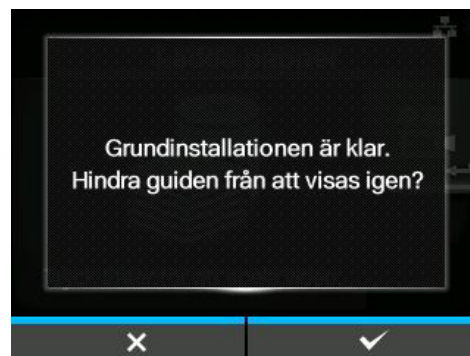 Grundinstallationen är klar.
Hindra guiden från att visas igen?